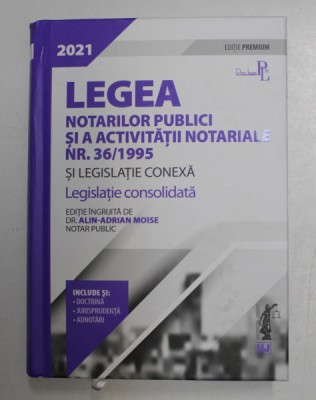 2021
EDIȚIE PREMIUM
LEGEA
NOTARILOR PUBLICI
ȘI A ACTIVITĂȚII NOTARIALE
NR. 36/1995
ȘI LEGISLAȚIE CONEXĂ
Legislație consolidată
EDIȚIE ÎNGRIJITĂ DE
DR. ALIN-ADRIAN MOISE
NOTAR PUBLIC
INCLUDE ȘI:
• DOCTRINĂ
• JURISPRUDENȚĂ
• ADNOTĂRI
UJ